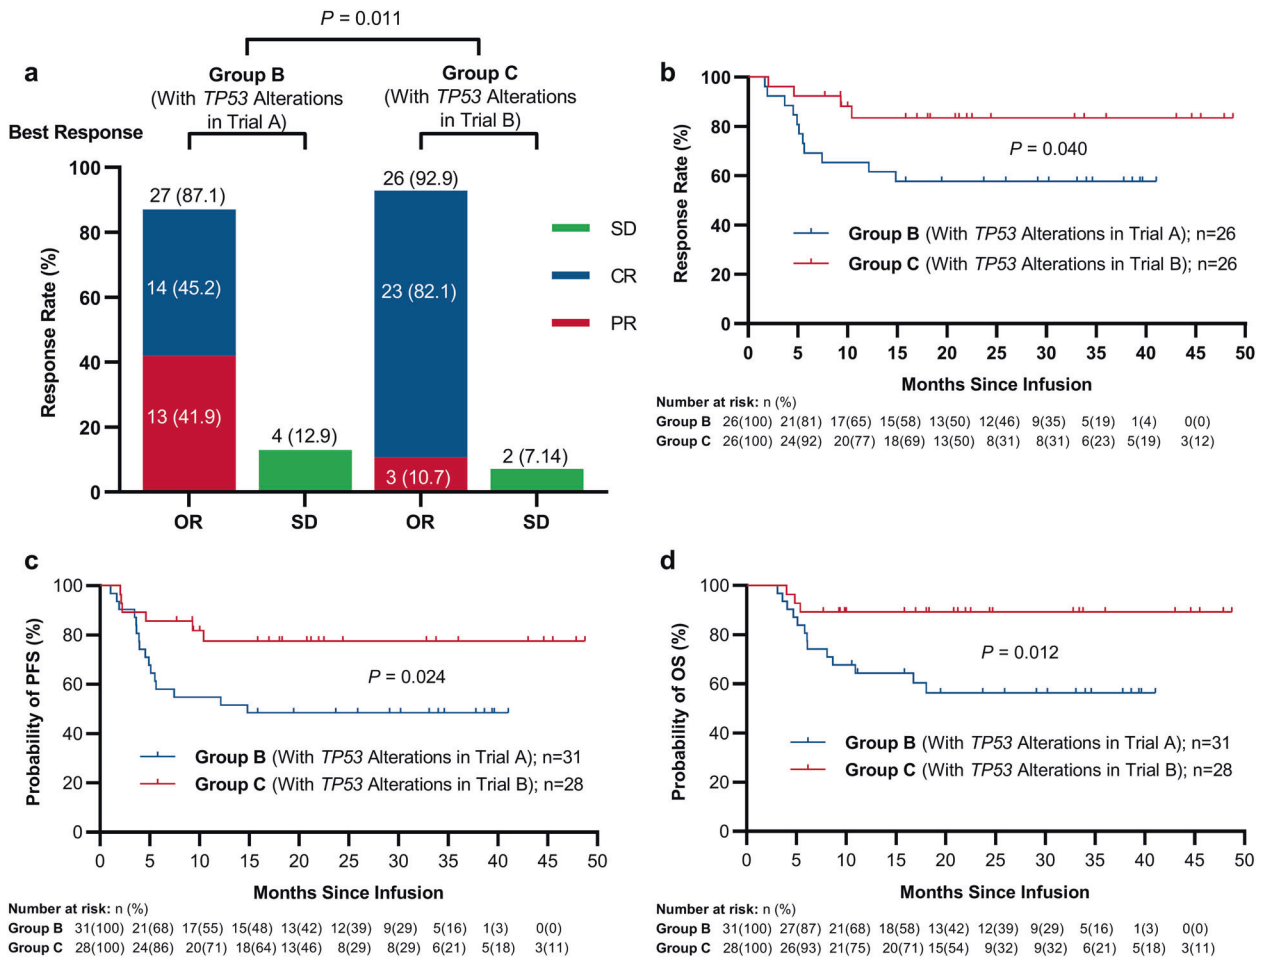 P = 0.011
a
Group B
(With TP53 Alterations
in Trial A)
Group C
(With TP53 Alterations
in Trial B)
Best Response
Response Rate (%)
100
80
60
40
20
0
27 (87.1)
14 (45.2)
13 (41.9)
4 (12.9)
26 (92.9)
23 (82.1)
3 (10.7)
2 (7.14)
OR
SD
OR
SD
SD
CR
PR
b
Response Rate (%)
100
80
60
40
20
0
P = 0.040
Group B (With TP53 Alterations in Trial A); n=26
Group C (With TP53 Alterations in Trial B); n=26
0 5 10 15 20 25 30 35 40 45 50
Months Since Infusion
Number at risk: n (%)
Group B 26(100) 21(81) 17(65) 15(58) 13(50) 12(46) 9(35) 5(19) 1(4) 0(0)
Group C 26(100) 24(92) 20(77) 18(69) 13(50) 8(31) 8(31) 6(23) 5(19) 3(12)
c
Probability of PFS (%)
100
80
60
40
20
0
P = 0.024
Group B (With TP53 Alterations in Trial A); n=31
Group C (With TP53 Alterations in Trial B); n=28
0 5 10 15 20 25 30 35 40 45 50
Months Since Infusion
Number at risk: n (%)
Group B 31(100) 21(68) 17(55) 15(48) 13(42) 12(39) 9(29) 5(16) 1(3) 0(0)
Group C 28(100) 24(86) 20(71) 18(64) 13(46) 8(29) 8(29) 6(21) 5(18) 3(11)
d
Probability of OS (%)
100
80
60
40
20
0
P = 0.012
Group B (With TP53 Alterations in Trial A); n=31
Group C (With TP53 Alterations in Trial B); n=28
0 5 10 15 20 25 30 35 40 45 50
Months Since Infusion
Number at risk: n (%)
Group B 31(100) 27(87) 21(68) 18(58) 13(42) 12(39) 9(29) 5(16) 1(3) 0(0)
Group C 28(100) 26(93) 21(75) 20(71) 15(54) 9(32) 9(32) 6(21) 5(18) 3(11)